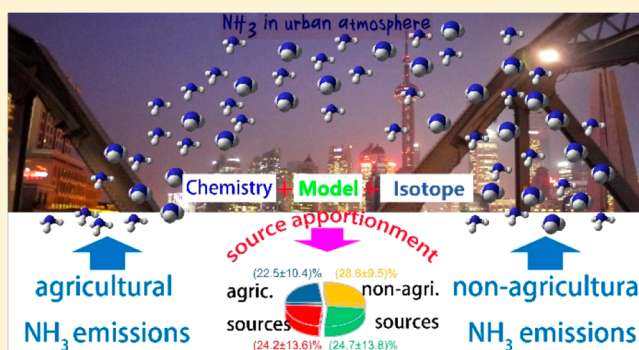 NH3 in urban atmosphere
Chemistry + Model + Isotope
source apportionment
(22.5±10.4)% (28.6±9.5)%
agric. non-agri.
sources sources
(24.2±13.6)% (24.7±13.8)%
agricultural
NH3 emissions
non-agricultura
NH3 emissions